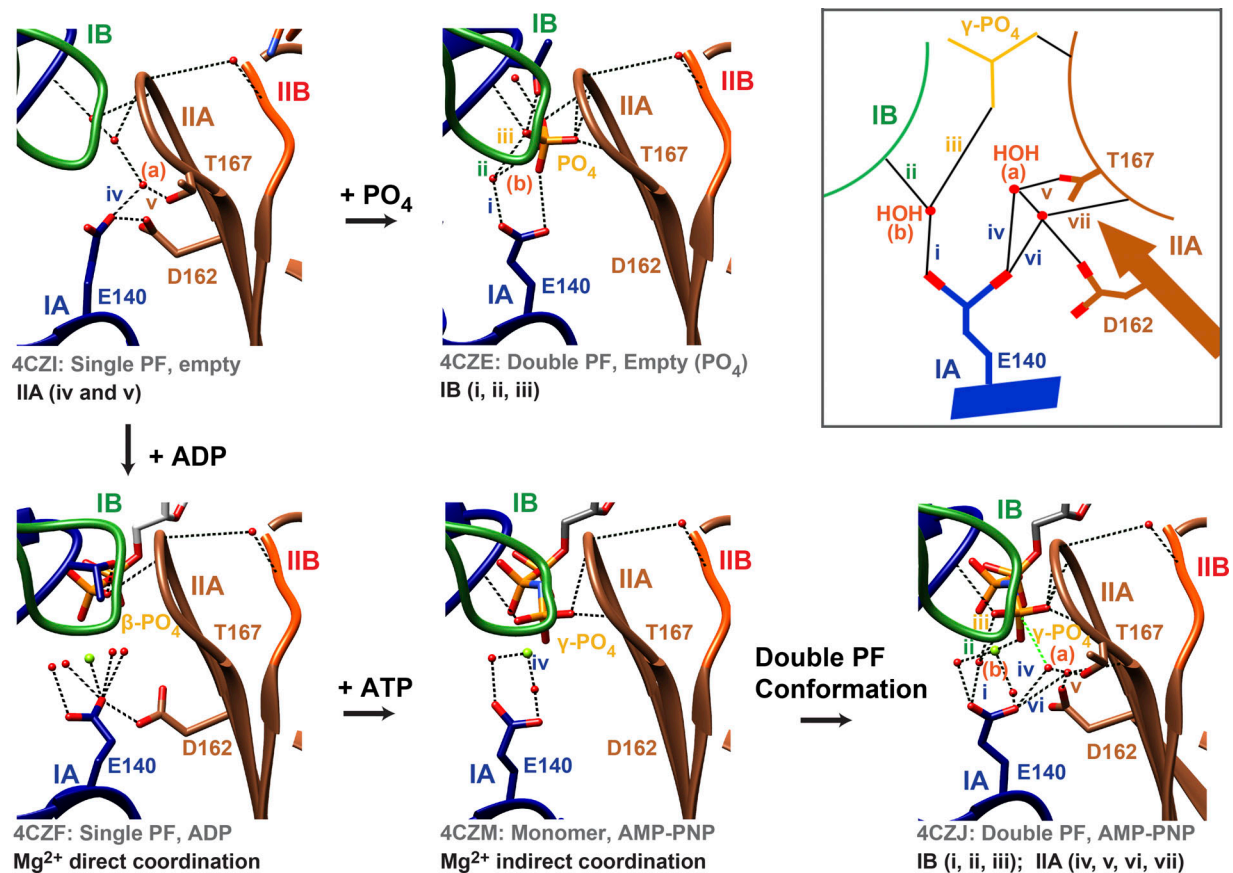 IB
IIB
IIA
(a)
T167
iv
v
D162
IA
E140
4CZI: Single PF, empty
IIA (iv and v)
+ PO4
IB
IIB
IIA
iii
T167
ii
(b)
PO4
i
D162
IA
E140
4CZE: Double PF, Empty (PO4)
IB (i, ii, iii)
γ-PO4
IB
iii
ii
HOH
(a)
T167
v
HOH
(b)
iv
vii
IIA
i
vi
D162
IA
E140
+ ADP
IB
IIB
IIA
β-PO4
T167
D162
IA
E140
4CZF: Single PF, ADP
Mg2+ direct coordination
+ ATP
IB
IIB
IIA
T167
γ-PO4
iv
D162
IA
E140
4CZM: Monomer, AMP-PNP
Mg2+ indirect coordination
Double PF
Conformation
IB
IIB
IIA
iii
γ-PO4
T167
ii
(b)
iv
(a)
i
v
vi
D162
IA
E140
4CZJ: Double PF, AMP-PNP
IB (i, ii, iii); IIA (iv, v, vi, vii)